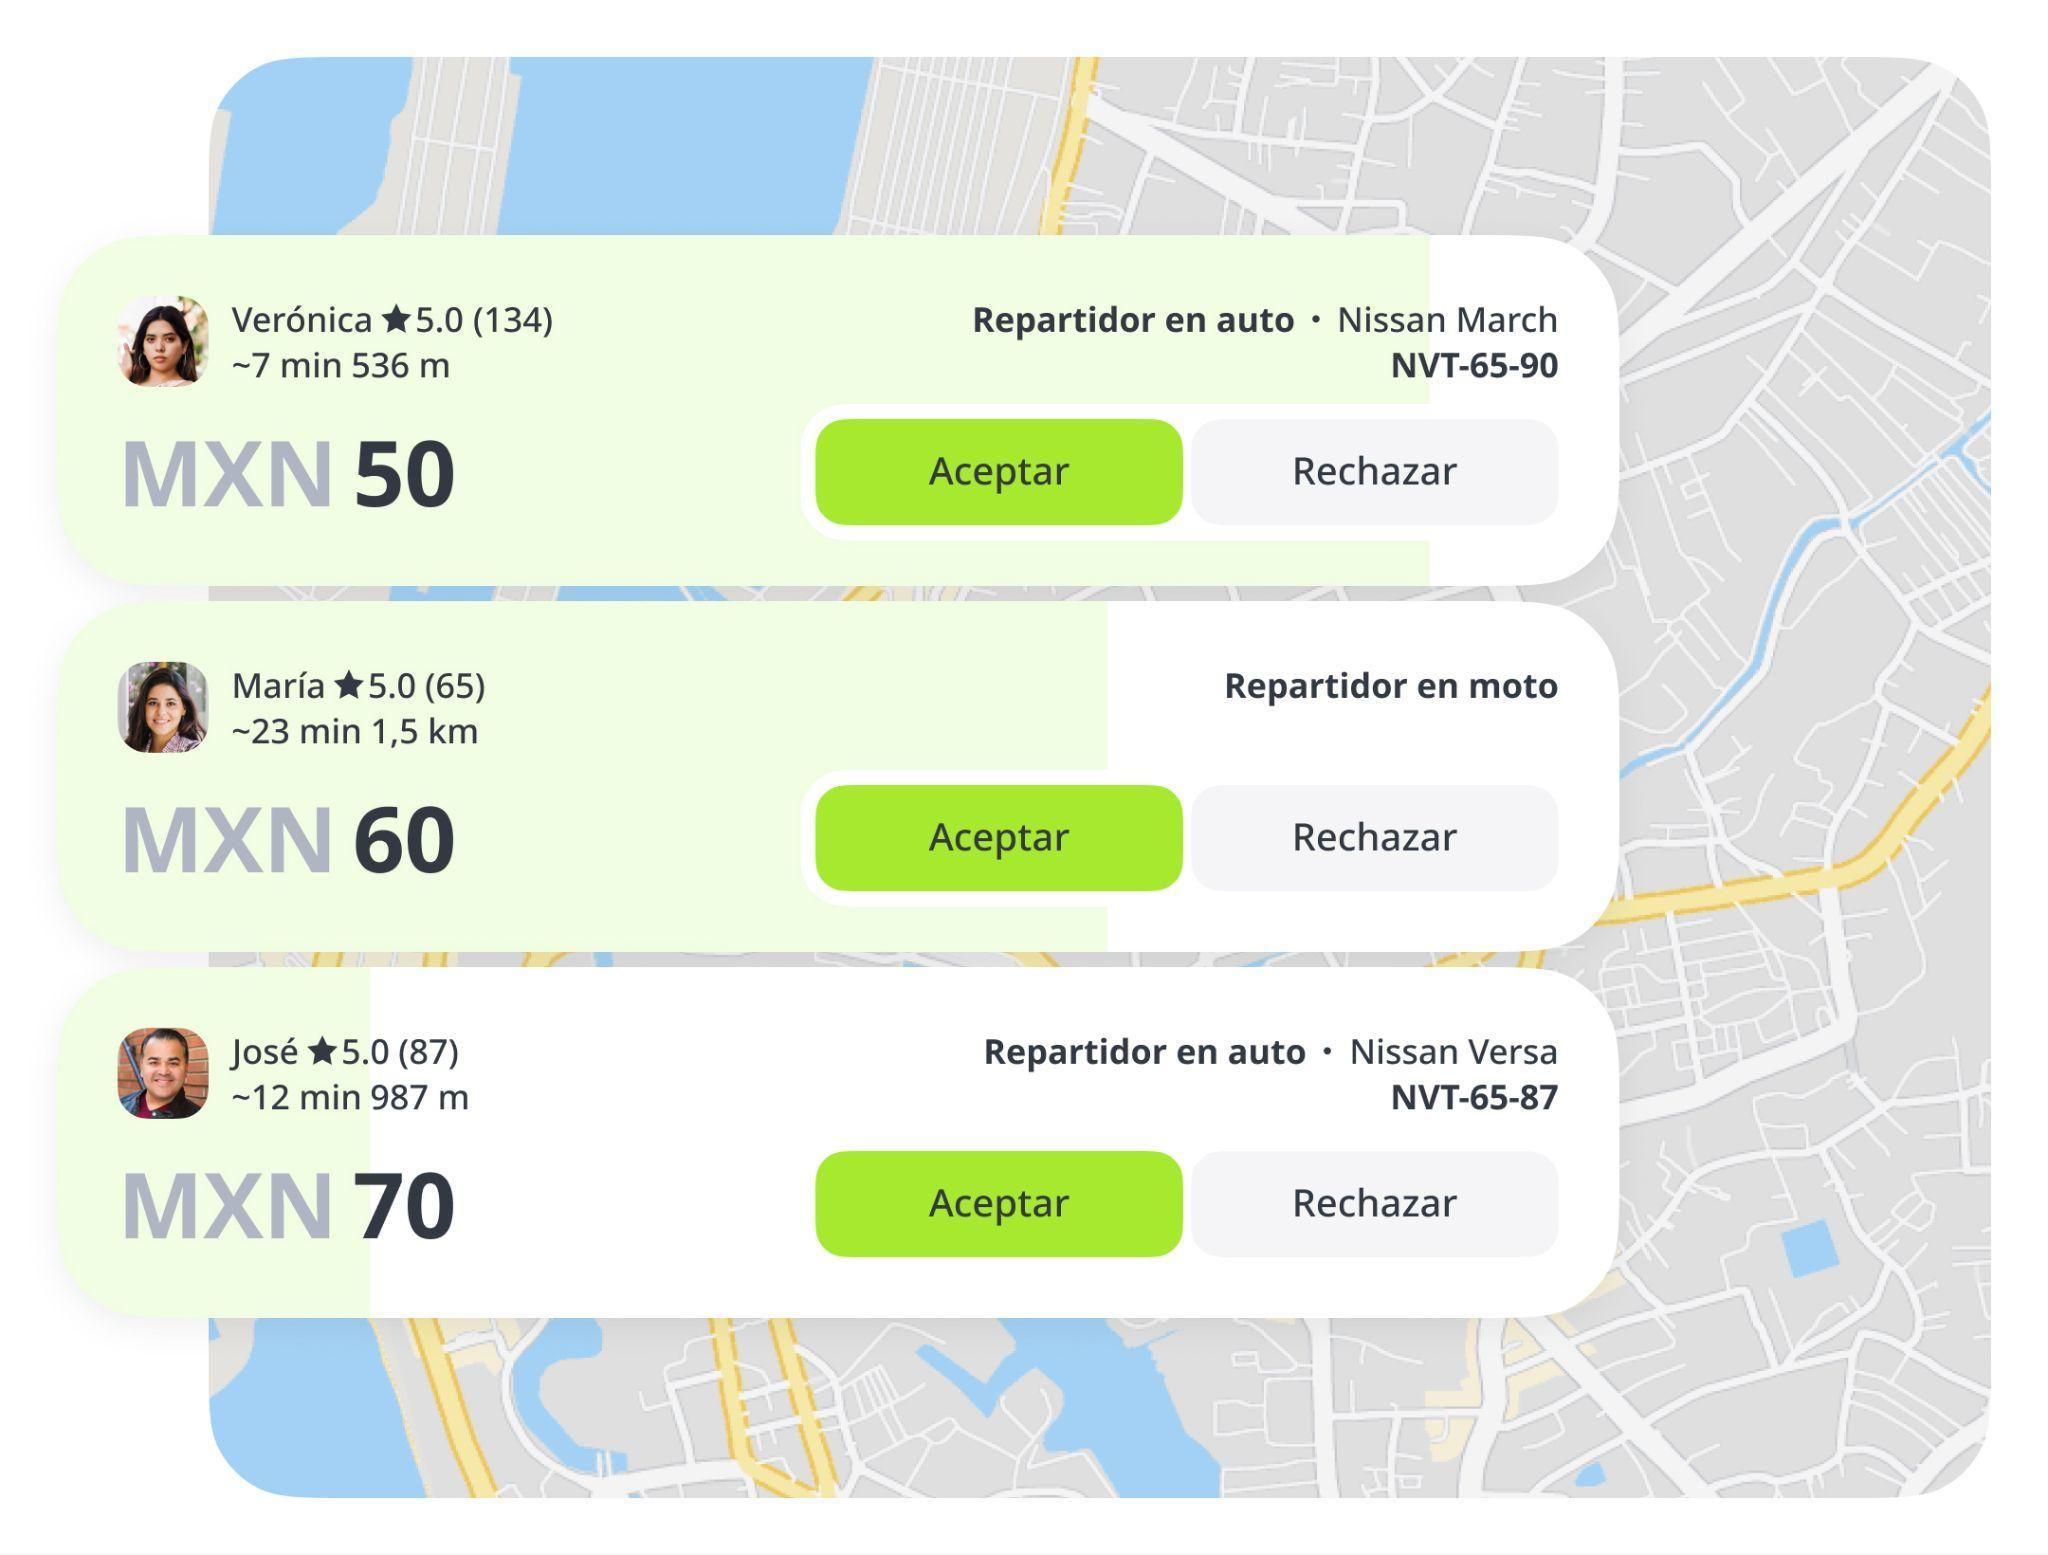 Verónica ★5.0 (134)
~7 min 536 m
Repartidor en auto • Nissan March
NVT-65-90
MXN 50
Aceptar
Rechazar
María ★5.0 (65)
~23 min 1,5 km
Repartidor en moto
MXN 60
Aceptar
Rechazar
José ★5.0 (87)
~12 min 987 m
Repartidor en auto • Nissan Versa
NVT-65-87
MXN 70
Aceptar
Rechazar